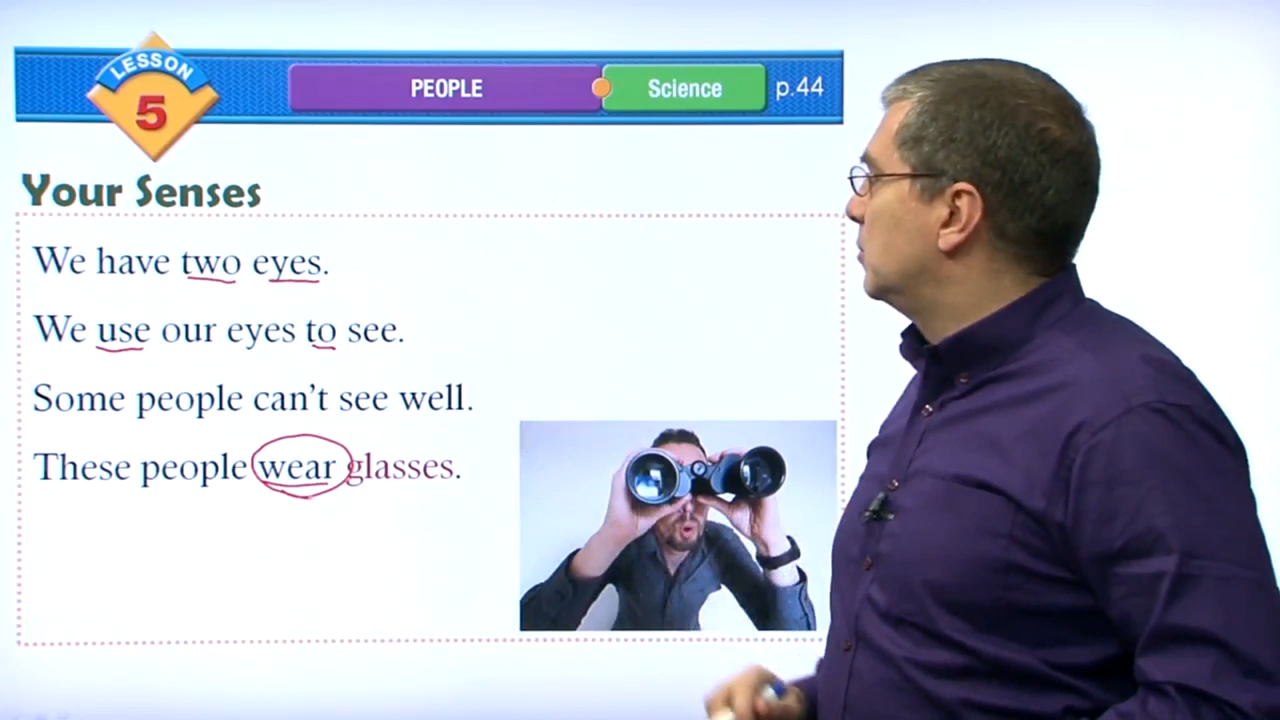 LESSON
5
PEOPLE
Science
p.44
Your Senses
We have two eyes.
We use our eyes to see.
Some people can't see well.
These people wear glasses.